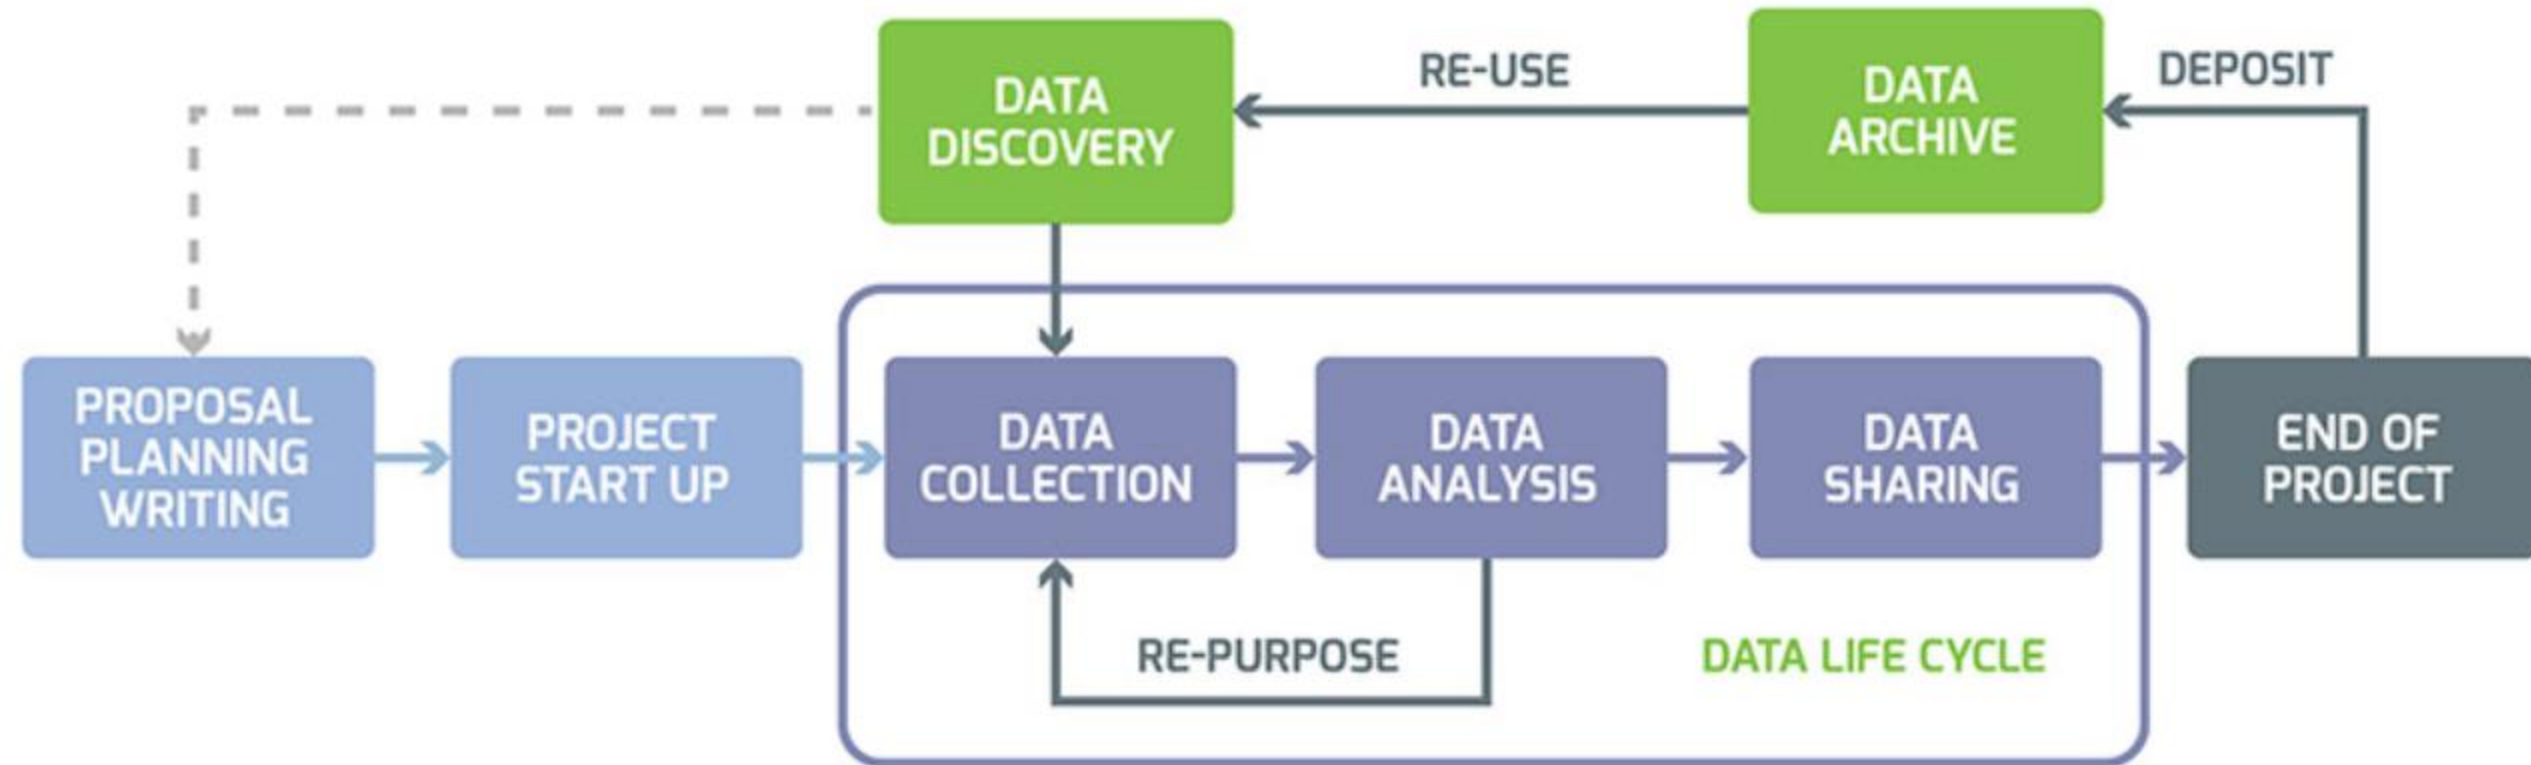 DATA
DISCOVERY
RE-USE
DATA
ARCHIVE
DEPOSIT
PROPOSAL
PLANNING
WRITING
PROJECT
START UP
DATA
COLLECTION
DATA
ANALYSIS
DATA
SHARING
END OF
PROJECT
RE-PURPOSE
DATA LIFE CYCLE